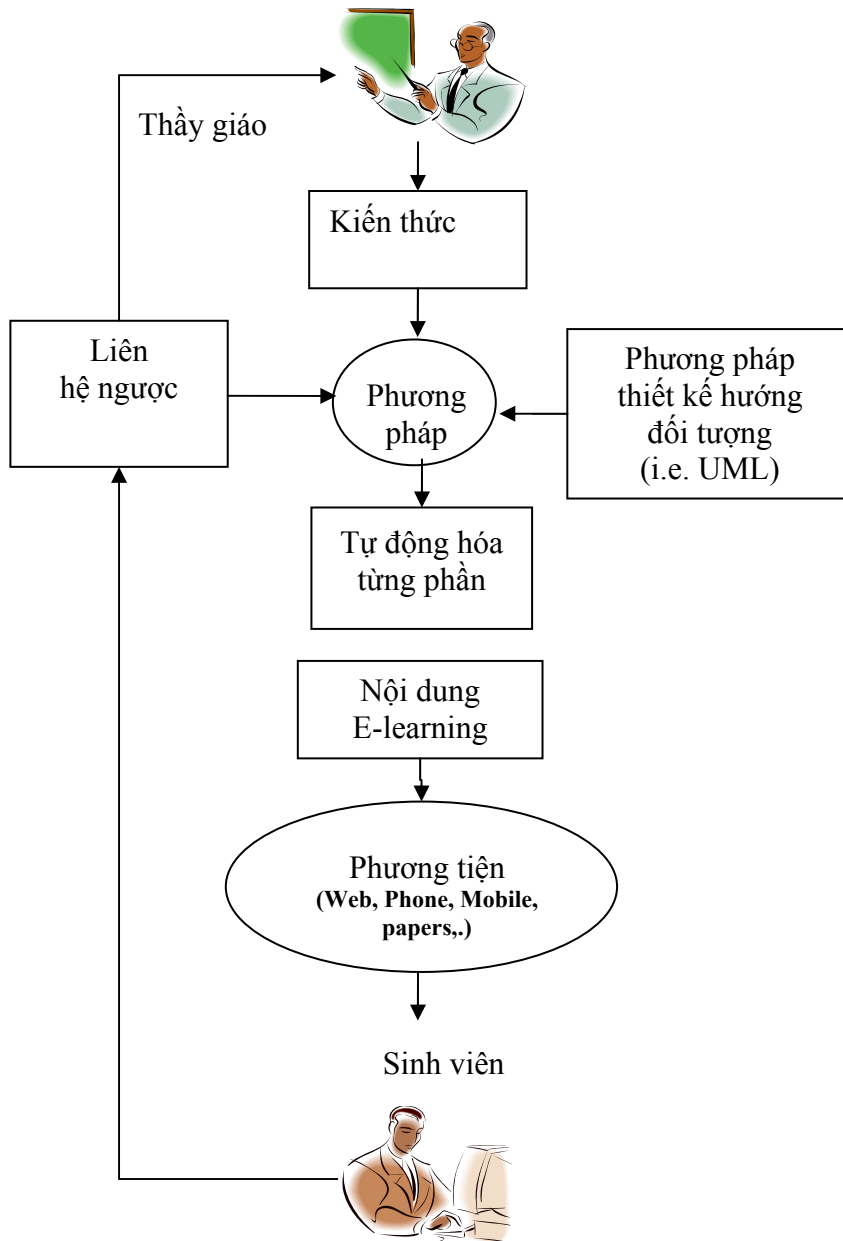 Thầy giáo
Kiến thức
Liên
hệ ngược
Phương
pháp
Phương pháp
thiết kế hướng
đối tượng
(i.e. UML)
Tự động hóa
từng phần
Nội dung
E-learning
Phương tiện
(Web, Phone, Mobile,
papers,.)
Sinh viên